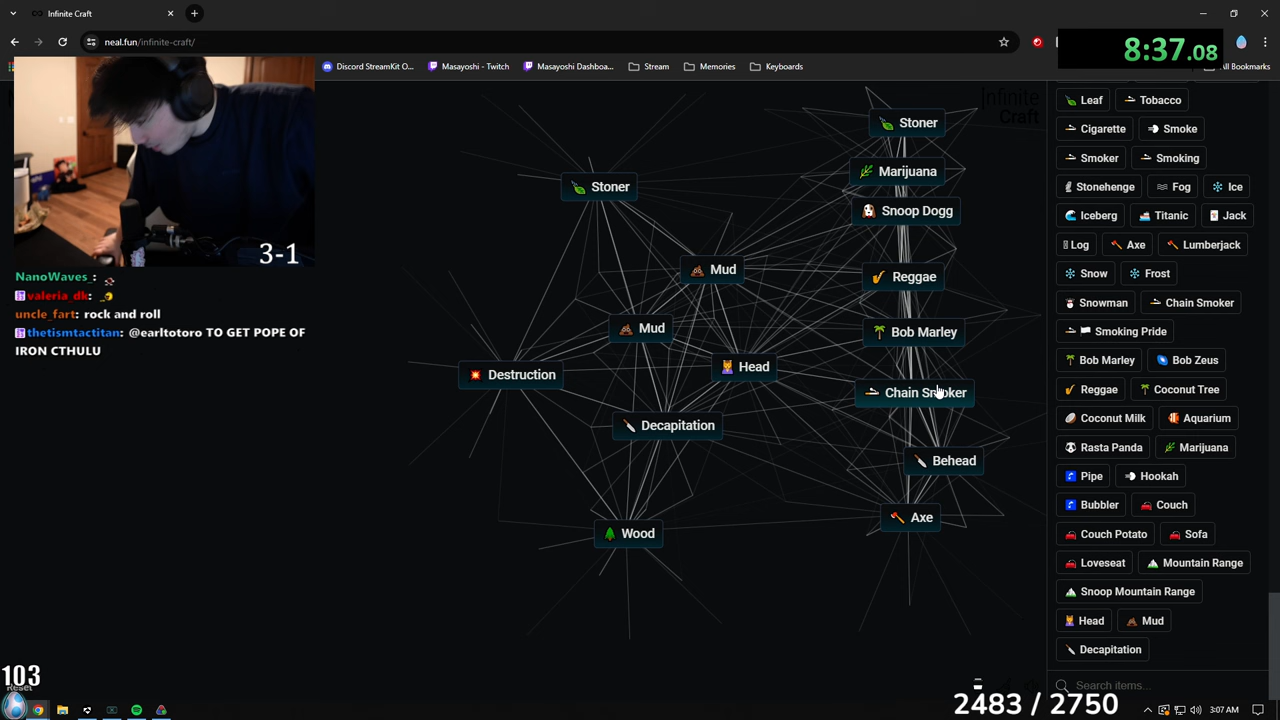 Infinite Craft
neal.fun/infinite-craft/
8:37.08
Discord StreamKit O...
Masayoshi - Twitch
Masayoshi Dashboa...
Stream
Memories
Keyboards
All Bookmarks
Infinite
Craft
3-1
NanoWaves_:
valeria_dk:
uncle_fart: rock and roll
thetismtactitan: @earltotoro TO GET POPE OF
IRON CTHULU
Stoner
Marijuana
Stoner
Snoop Dogg
Mud
Reggae
Mud
Bob Marley
Head
Destruction
Chain Smoker
Decapitation
Behead
Axe
Wood
Leaf
Tobacco
Cigarette
Smoke
Smoker
Smoking
Stonehenge
Fog
Ice
Iceberg
Titanic
Jack
Log
Axe
Lumberjack
Snow
Frost
Snowman
Chain Smoker
Smoking Pride
Bob Marley
Bob Zeus
Reggae
Coconut Tree
Coconut Milk
Aquarium
Rasta Panda
Marijuana
Pipe
Hookah
Bubbler
Couch
Couch Potato
Sofa
Loveseat
Mountain Range
Snoop Mountain Range
Head
Mud
Decapitation
Search items...
103
Reset
2483 / 2750
3:07 AM